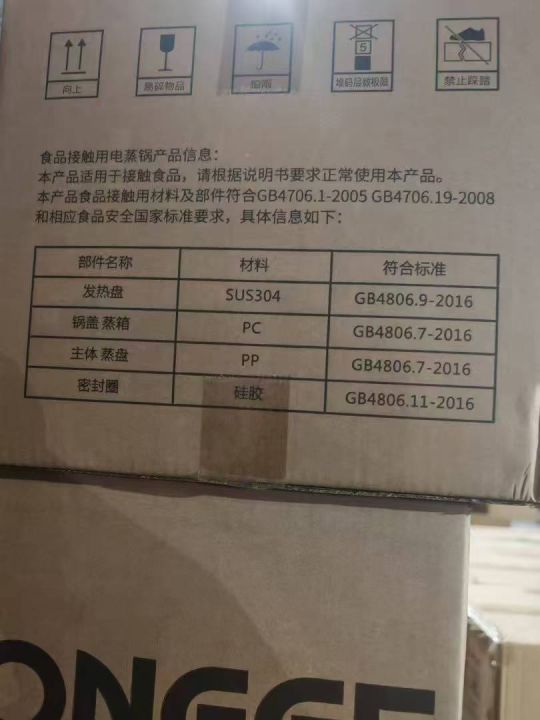 向上
易碎物品
怕雨
5
堆码层数极限
禁止踩踏
食品接触用电蒸锅产品信息：
本产品适用于接触食品，请根据说明书要求正常使用本产品。
本产品食品接触用材料及部件符合GB4706.1-2005 GB4706.19-2008
和相应食品安全国家标准要求，具体信息如下：
部件名称 材料 符合标准
发热盘 SUS304 GB4806.9-2016
锅盖 蒸箱 PC GB4806.7-2016
主体 蒸盘 PP GB4806.7-2016
密封圈 硅胶 GB4806.11-2016